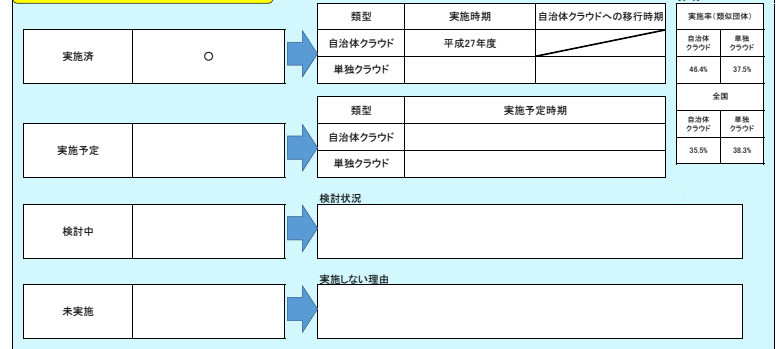 類型 実施時期 自治体クラウドへの移行時期
実施済 ○ 自治体クラウド 平成27年度
単独クラウド
実施率(類似団体)
自治体クラウド 単独クラウド
46.4% 37.5%
全国
自治体クラウド 単独クラウド
35.5% 38.3%
類型 実施予定時期
実施予定 自治体クラウド
単独クラウド
検討状況
検討中
実施しない理由
未実施